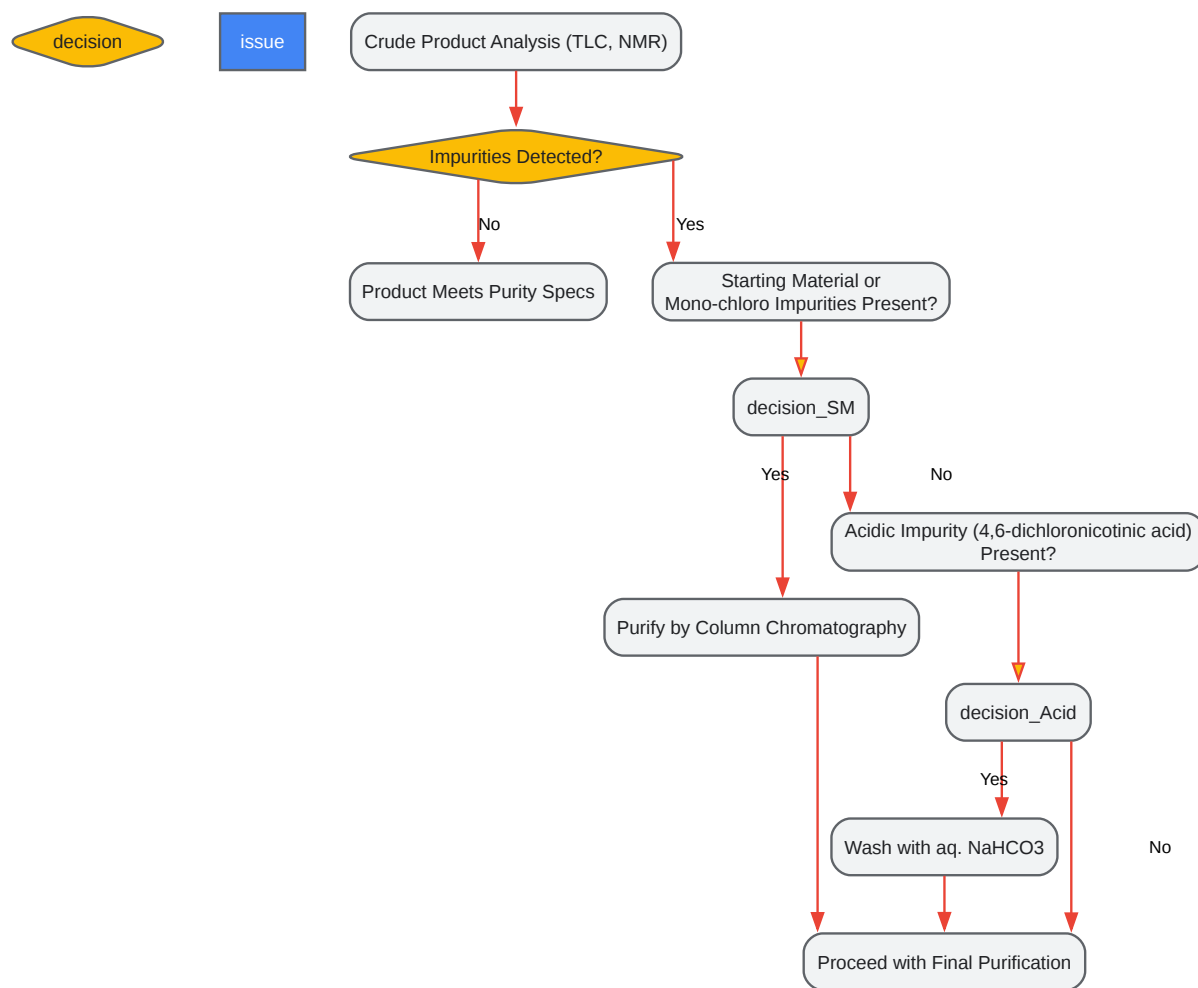 decision
issue
Crude Product Analysis (TLC, NMR)
Impurities Detected?
No
Yes
Product Meets Purity Specs
Starting Material or
Mono-chloro Impurities Present?
decision_SM
Yes
No
Acidic Impurity (4,6-dichloronicotinic acid)
Present?
Purify by Column Chromatography
decision_Acid
Yes
Wash with aq. NaHCO3
No
Proceed with Final Purification